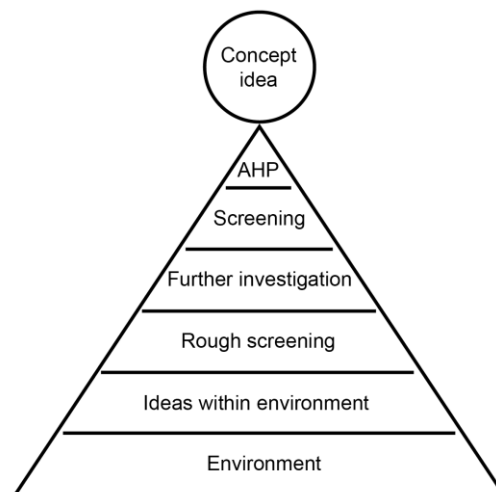 Concept
idea
AHP
Screening
Further investigation
Rough screening
Ideas within environment
Environment